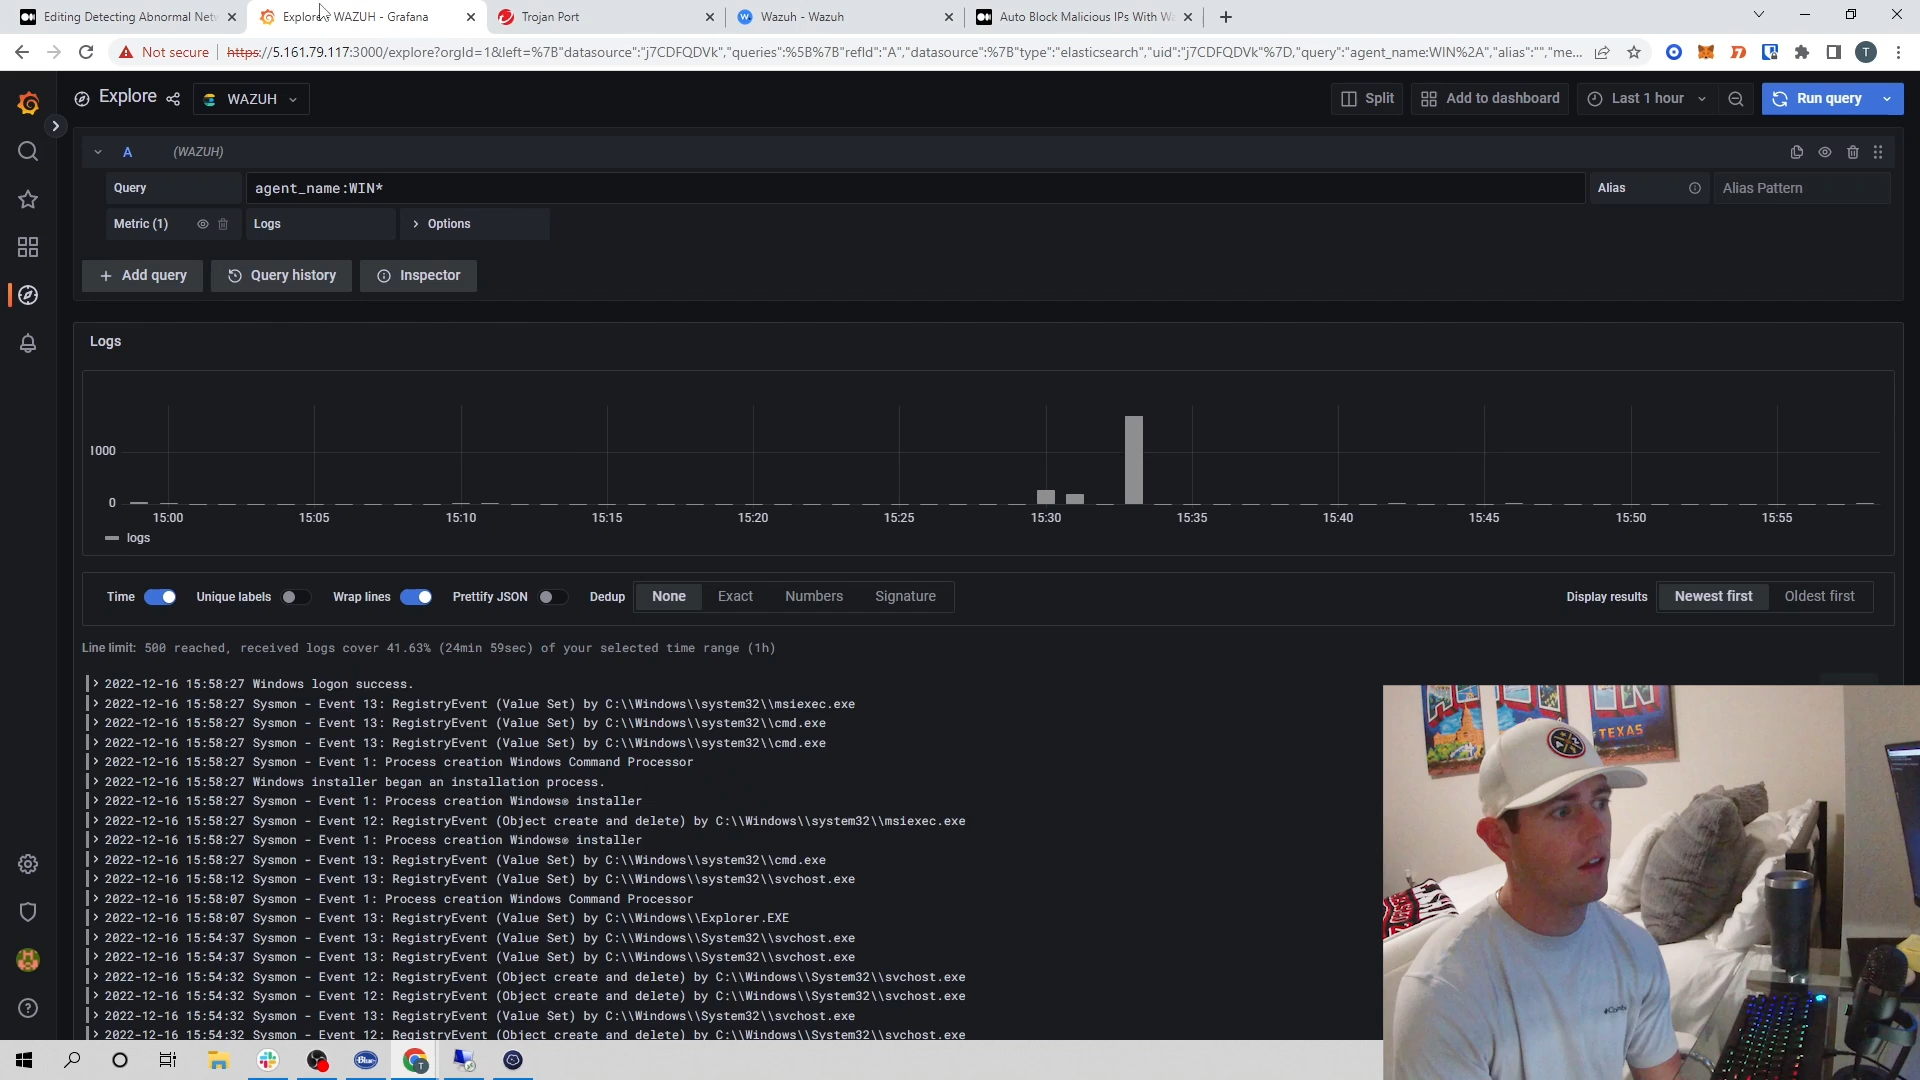 Editing Detecting Abnormal Netw
Explore - WAZUH - Grafana
Trojan Port
Wazuh - Wazuh
Auto Block Malicious IPs With Wa
Not secure
https://5.161.79.117:3000/explore?orgId=1&left=%7B"datasource":"j7CDFQDVk","queries":%5B%7B"refId":"A","datasource":%7B"type":"elasticsearch","uid":"j7CDFQDVk"%7D,"query":"agent_name:WIN%2A","alias":"","me...
T
Explore
WAZUH
Split
Add to dashboard
Last 1 hour
Run query
A
(WAZUH)
Query
agent_name:WIN*
Alias
Alias Pattern
Metric (1)
Logs
Options
Add query
Query history
Inspector
Logs
1000
0
15:00
15:05
15:10
15:15
15:20
15:25
15:30
15:35
15:40
15:45
15:50
15:55
logs
Time
Unique labels
Wrap lines
Prettify JSON
Dedup
None
Exact
Numbers
Signature
Display results
Newest first
Oldest first
Line limit: 500 reached, received logs cover 41.63% (24min 59sec) of your selected time range (1h)
2022-12-16 15:58:27 Windows logon success.
2022-12-16 15:58:27 Sysmon - Event 13: RegistryEvent (Value Set) by C:\\Windows\\system32\\msiexec.exe
2022-12-16 15:58:27 Sysmon - Event 13: RegistryEvent (Value Set) by C:\\Windows\\system32\\cmd.exe
2022-12-16 15:58:27 Sysmon - Event 13: RegistryEvent (Value Set) by C:\\Windows\\system32\\cmd.exe
2022-12-16 15:58:27 Sysmon - Event 1: Process creation Windows Command Processor
2022-12-16 15:58:27 Windows installer began an installation process.
2022-12-16 15:58:27 Sysmon - Event 1: Process creation Windows® installer
2022-12-16 15:58:27 Sysmon - Event 12: RegistryEvent (Object create and delete) by C:\\Windows\\system32\\msiexec.exe
2022-12-16 15:58:27 Sysmon - Event 1: Process creation Windows® installer
2022-12-16 15:58:27 Sysmon - Event 13: RegistryEvent (Value Set) by C:\\Windows\\system32\\cmd.exe
2022-12-16 15:58:12 Sysmon - Event 13: RegistryEvent (Value Set) by C:\\Windows\\system32\\svchost.exe
2022-12-16 15:58:07 Sysmon - Event 1: Process creation Windows Command Processor
2022-12-16 15:58:07 Sysmon - Event 13: RegistryEvent (Value Set) by C:\\Windows\\Explorer.EXE
2022-12-16 15:54:37 Sysmon - Event 13: RegistryEvent (Value Set) by C:\\Windows\\System32\\svchost.exe
2022-12-16 15:54:37 Sysmon - Event 13: RegistryEvent (Value Set) by C:\\Windows\\System32\\svchost.exe
2022-12-16 15:54:32 Sysmon - Event 12: RegistryEvent (Object create and delete) by C:\\Windows\\System32\\svchost.exe
2022-12-16 15:54:32 Sysmon - Event 12: RegistryEvent (Object create and delete) by C:\\Windows\\System32\\svchost.exe
2022-12-16 15:54:32 Sysmon - Event 13: RegistryEvent (Value Set) by C:\\Windows\\System32\\svchost.exe
2022-12-16 15:54:32 Sysmon - Event 12: RegistryEvent (Object create and delete) by C:\\Windows\\System32\\svchost.exe
TEXAS
Blue